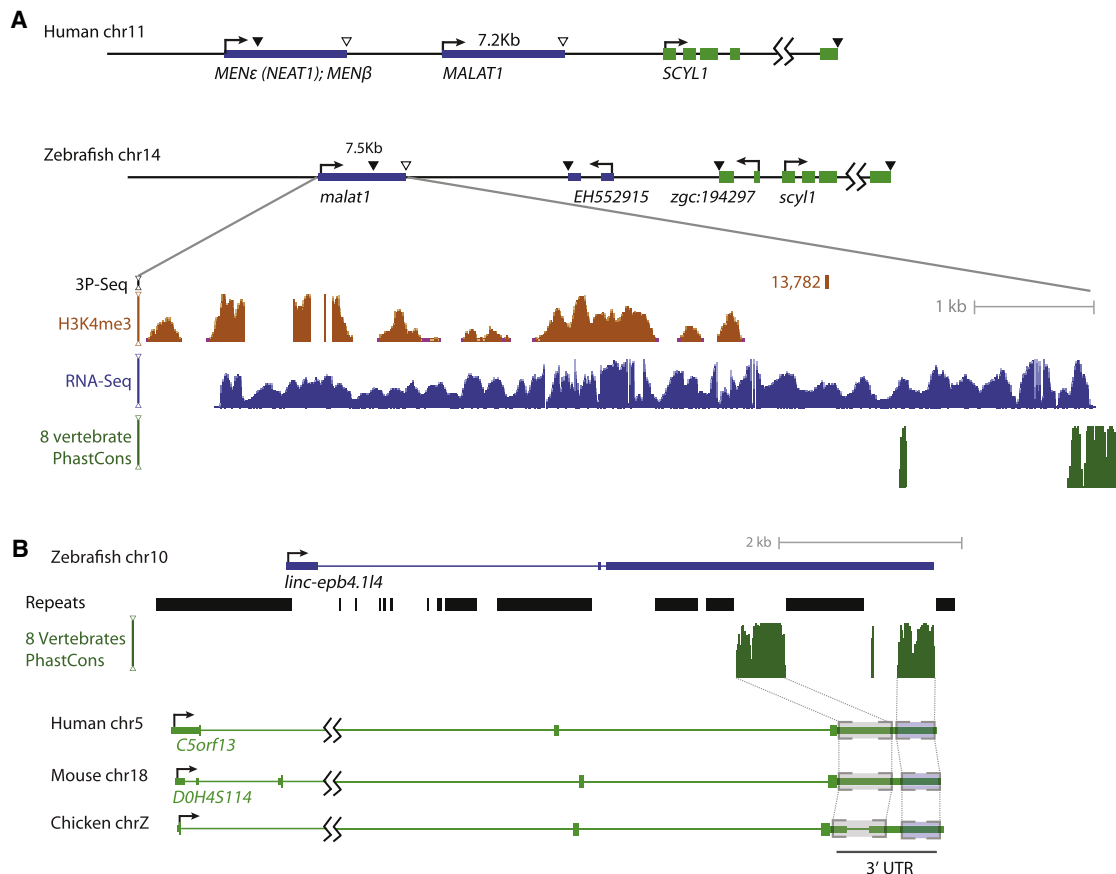 A
Human chr11
7.2Kb
MENε (NEAT1); MENβ
MALAT1
SCYL1
Zebrafish chr14
7.5Kb
malat1
EH552915
zgc:194297
scyl1
3P-Seq
13,782
H3K4me3
1 kb
RNA-Seq
8 vertebrate
PhastCons
B
Zebrafish chr10
2 kb
linc-epb4.1l4
Repeats
8 Vertebrates
PhastCons
Human chr5
C5orf13
Mouse chr18
D0H4S114
Chicken chrZ
3′ UTR